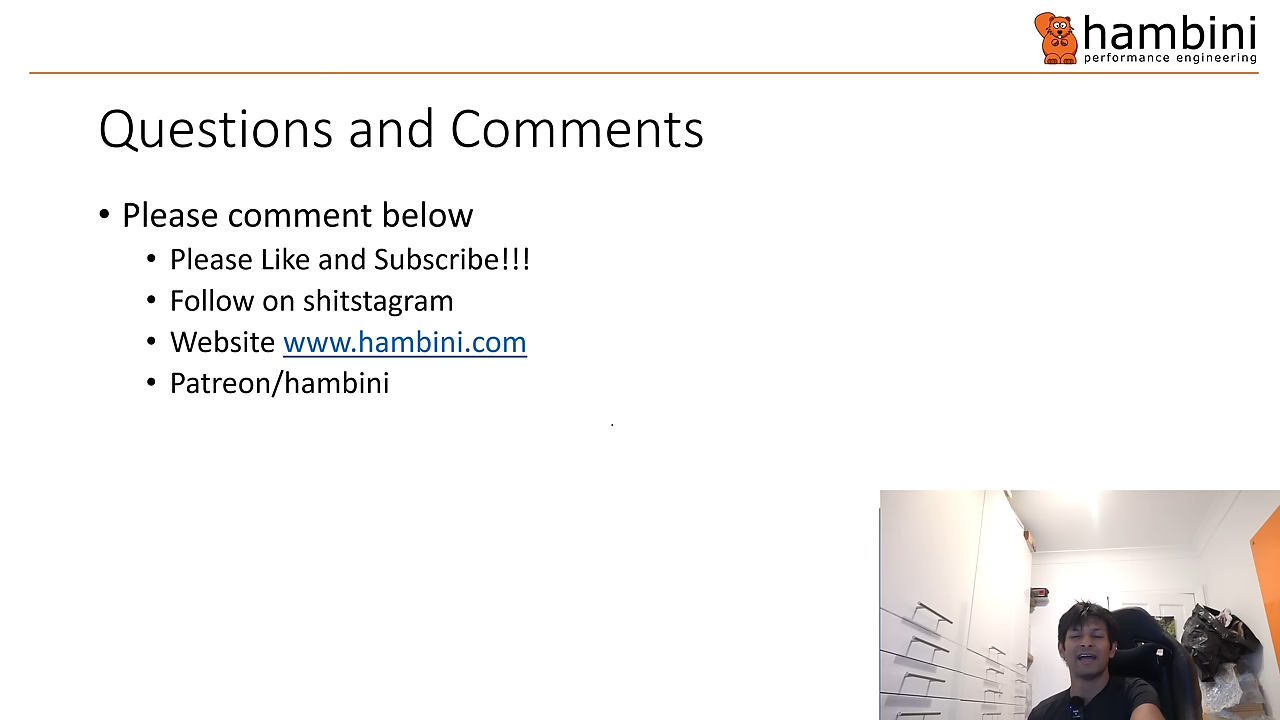 hambini
performance engineering
Questions and Comments
• Please comment below
• Please Like and Subscribe!!!
• Follow on shitstagram
• Website www.hambini.com
• Patreon/hambini